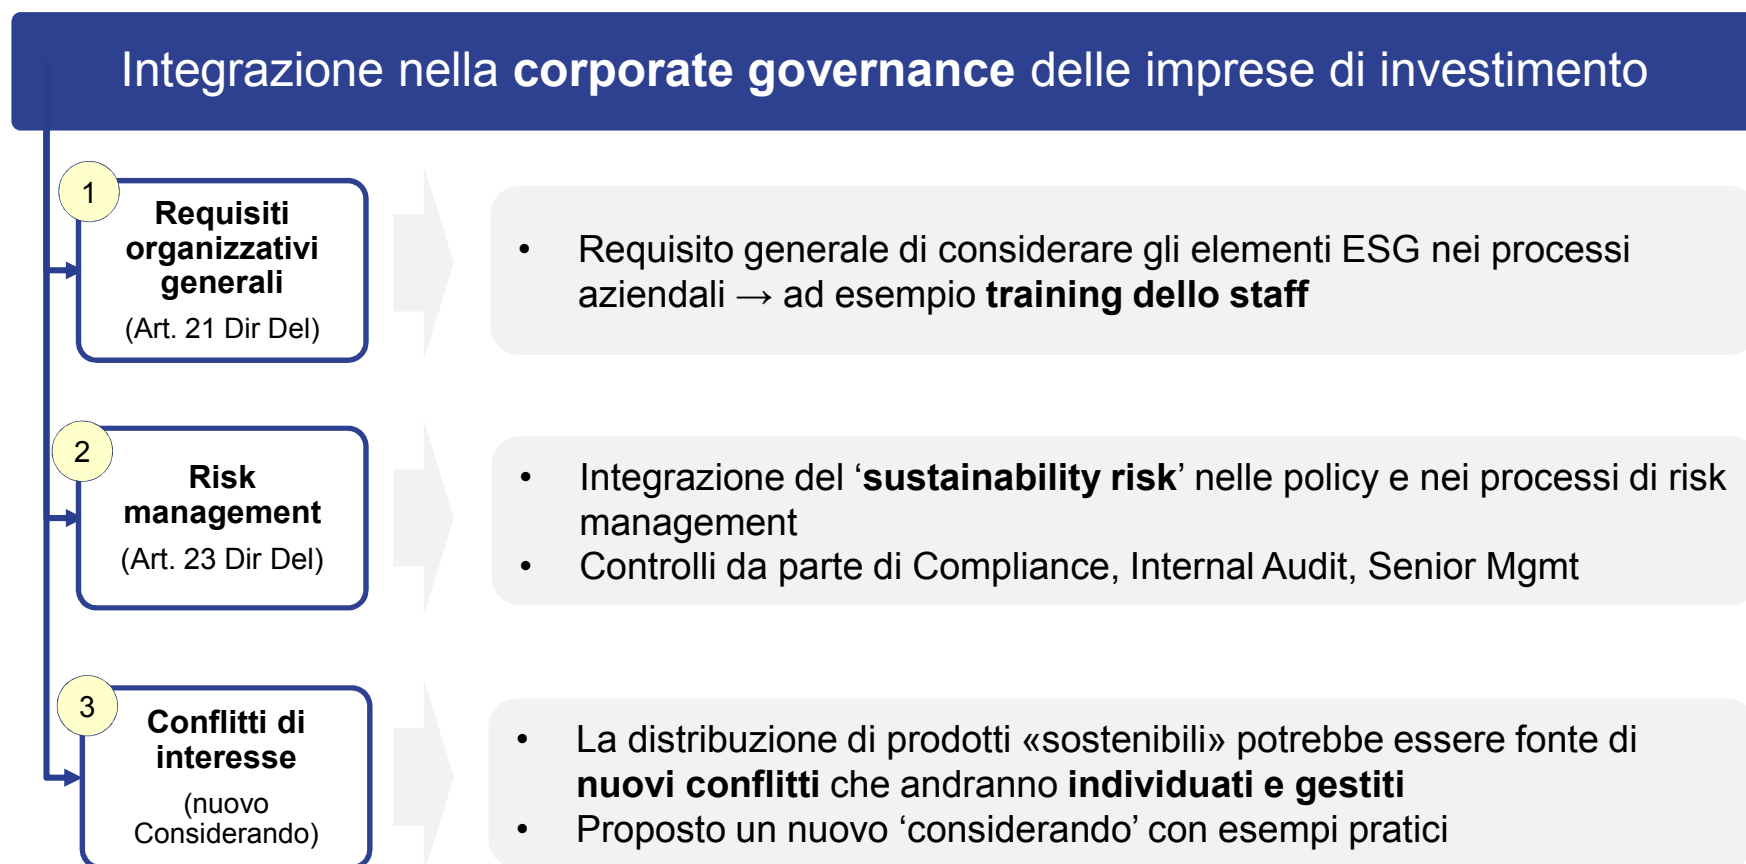 Integrazione nella corporate governance delle imprese di investimento
1
Requisiti
organizzativi
generali
(Art. 21 Dir Del)
• Requisito generale di considerare gli elementi ESG nei processi
aziendali → ad esempio training dello staff
2
Risk
management
(Art. 23 Dir Del)
• Integrazione del ‘sustainability risk’ nelle policy e nei processi di risk
management
• Controlli da parte di Compliance, Internal Audit, Senior Mgmt
3
Conflitti di
interesse
(nuovo
Considerando)
• La distribuzione di prodotti «sostenibili» potrebbe essere fonte di
nuovi conflitti che andranno individuati e gestiti
• Proposto un nuovo ‘considerando’ con esempi pratici